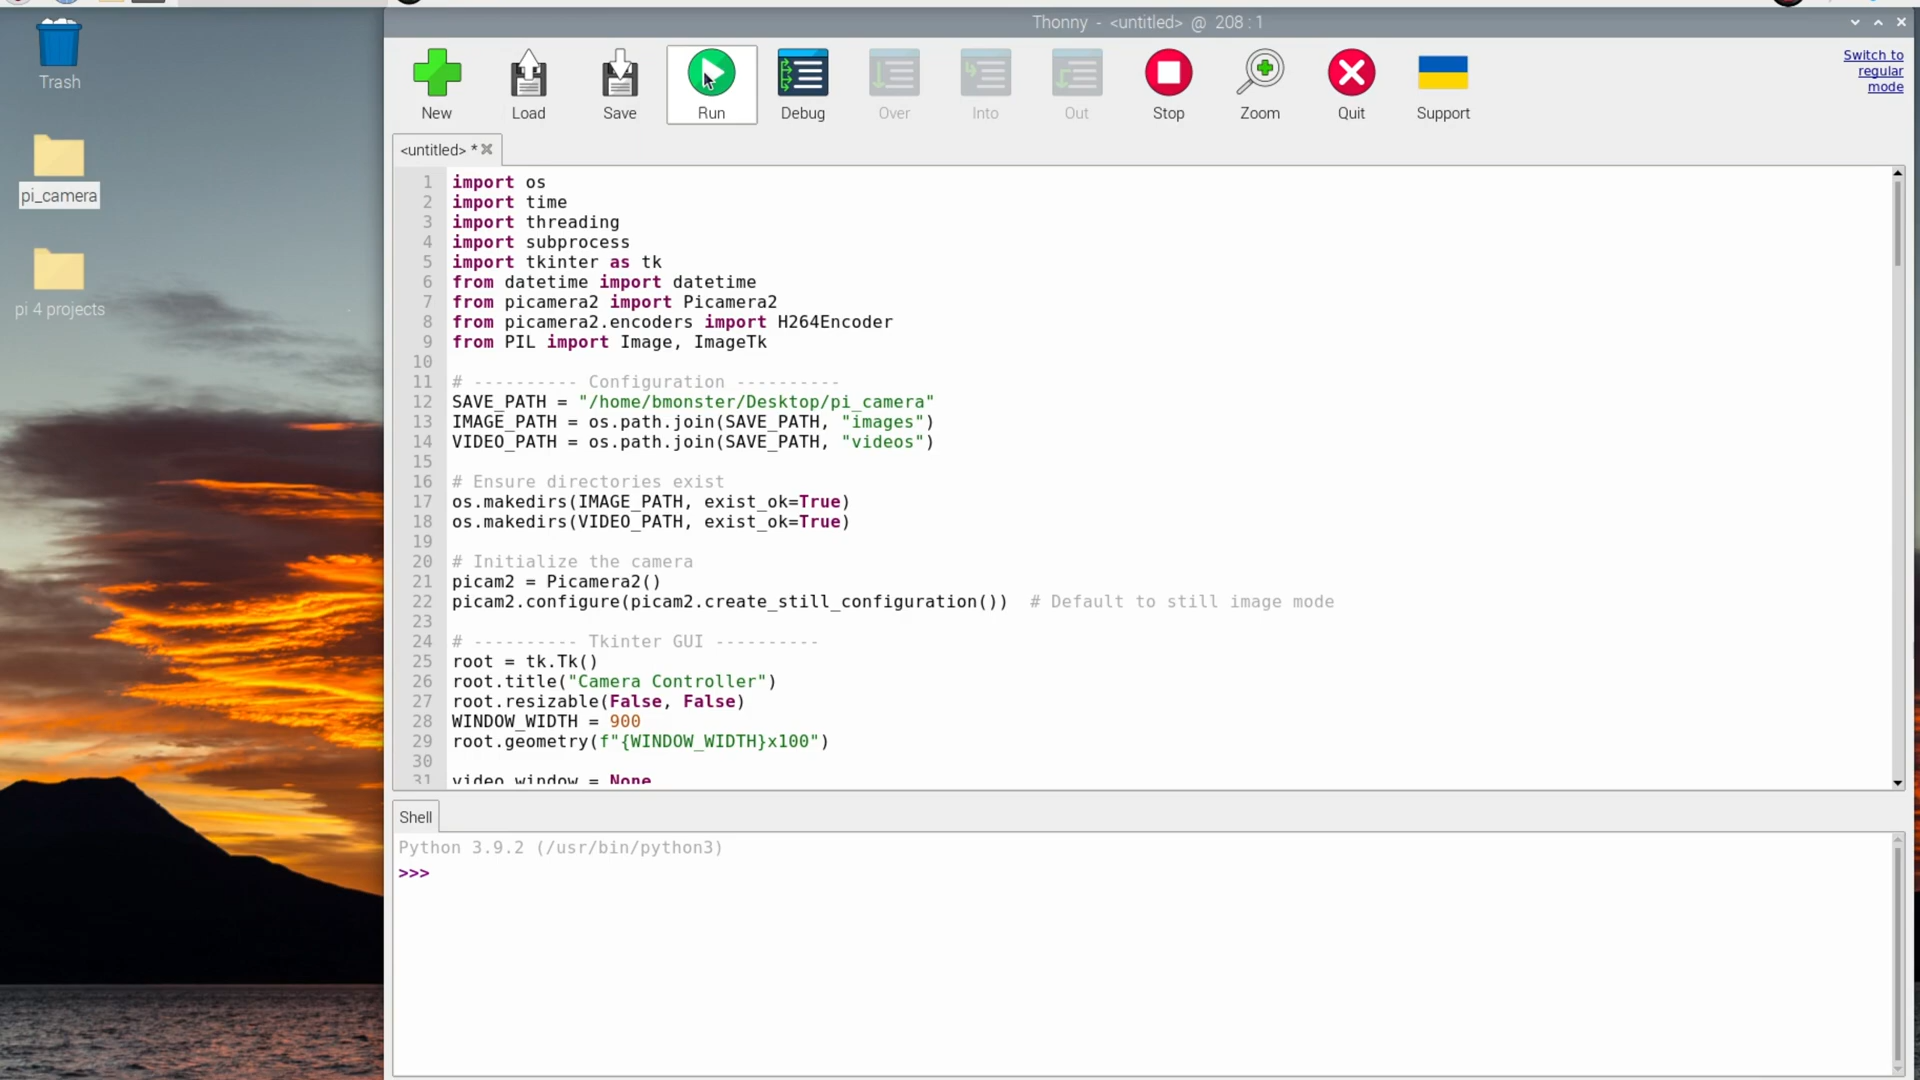 Thonny - <untitled> @ 208 : 1
Trash
pi_camera
pi 4 projects
New
Load
Save
Run
Debug
Over
Into
Out
Stop
Zoom
Quit
Support
Switch to
regular
mode
<untitled> *
1 import os
2 import time
3 import threading
4 import subprocess
5 import tkinter as tk
6 from datetime import datetime
7 from picamera2 import Picamera2
8 from picamera2.encoders import H264Encoder
9 from PIL import Image, ImageTk
10
11 # ---------- Configuration ----------
12 SAVE_PATH = "/home/bmonster/Desktop/pi_camera"
13 IMAGE_PATH = os.path.join(SAVE_PATH, "images")
14 VIDEO_PATH = os.path.join(SAVE_PATH, "videos")
15
16 # Ensure directories exist
17 os.makedirs(IMAGE_PATH, exist_ok=True)
18 os.makedirs(VIDEO_PATH, exist_ok=True)
19
20 # Initialize the camera
21 picam2 = Picamera2()
22 picam2.configure(picam2.create_still_configuration())  # Default to still image mode
23
24 # ---------- Tkinter GUI ----------
25 root = tk.Tk()
26 root.title("Camera Controller")
27 root.resizable(False, False)
28 WINDOW_WIDTH = 900
29 root.geometry(f"{WINDOW_WIDTH}x100")
30
31 video_window = None
Shell
Python 3.9.2 (/usr/bin/python3)
>>>